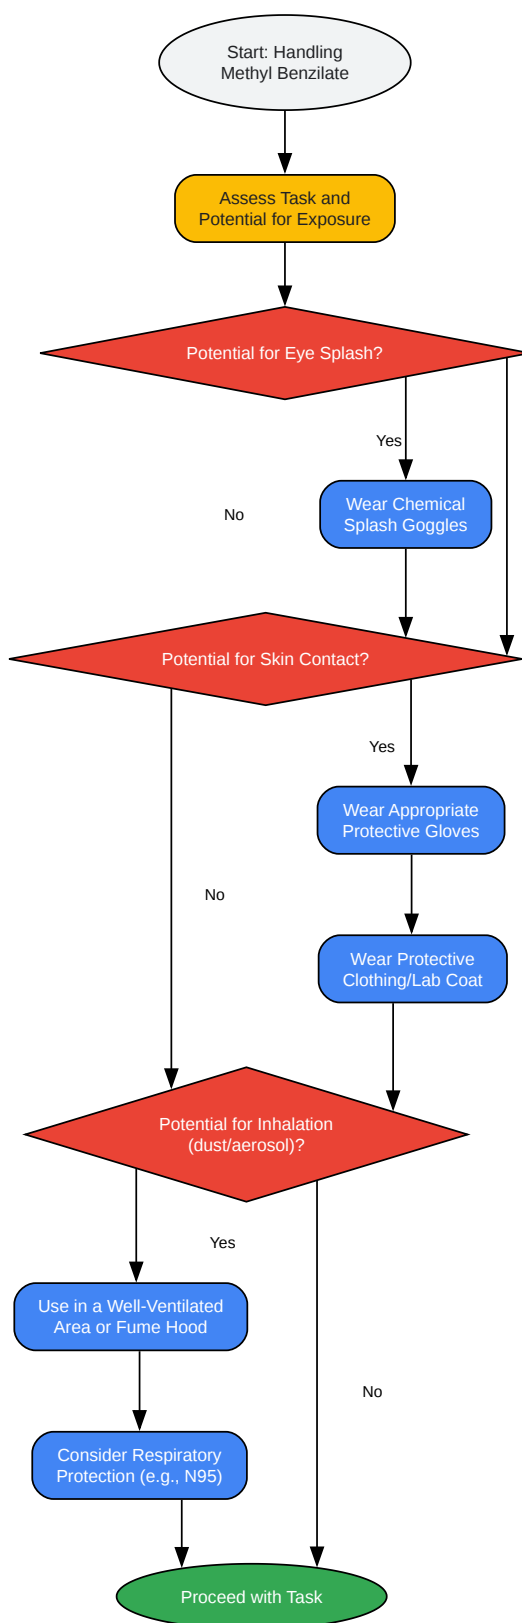 Start: Handling
Methyl Benzilate
Assess Task and
Potential for Exposure
Potential for Eye Splash?
Yes
Wear Chemical
Splash Goggles
No
Potential for Skin Contact?
Yes
Wear Appropriate
Protective Gloves
No
Wear Protective
Clothing/Lab Coat
Potential for Inhalation
(dust/aerosol)?
Yes
Use in a Well-Ventilated
Area or Fume Hood
No
Consider Respiratory
Protection (e.g., N95)
Proceed with Task